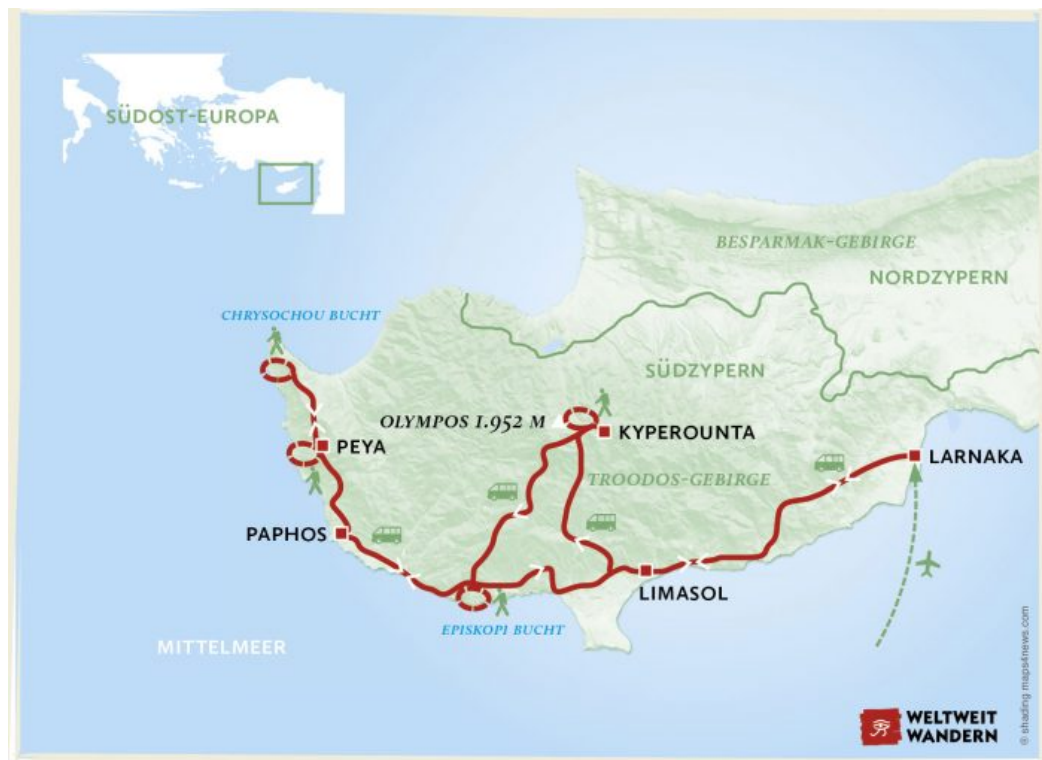 SÜDOST-EUROPA
BESPARMAK-GEBIRGE
NORDZYPERN
CHRYSOCHOU BUCHT
SÜDZYPERN
OLYMPOS 1.952 M
KYPEROUNTA
PEYA
LARNAKA
TROODOS-GEBIRGE
PAPHOS
LIMASOL
EPISKOPI BUCHT
MITTELMEER
WELTWEIT
WANDERN
© shading maps4news.com